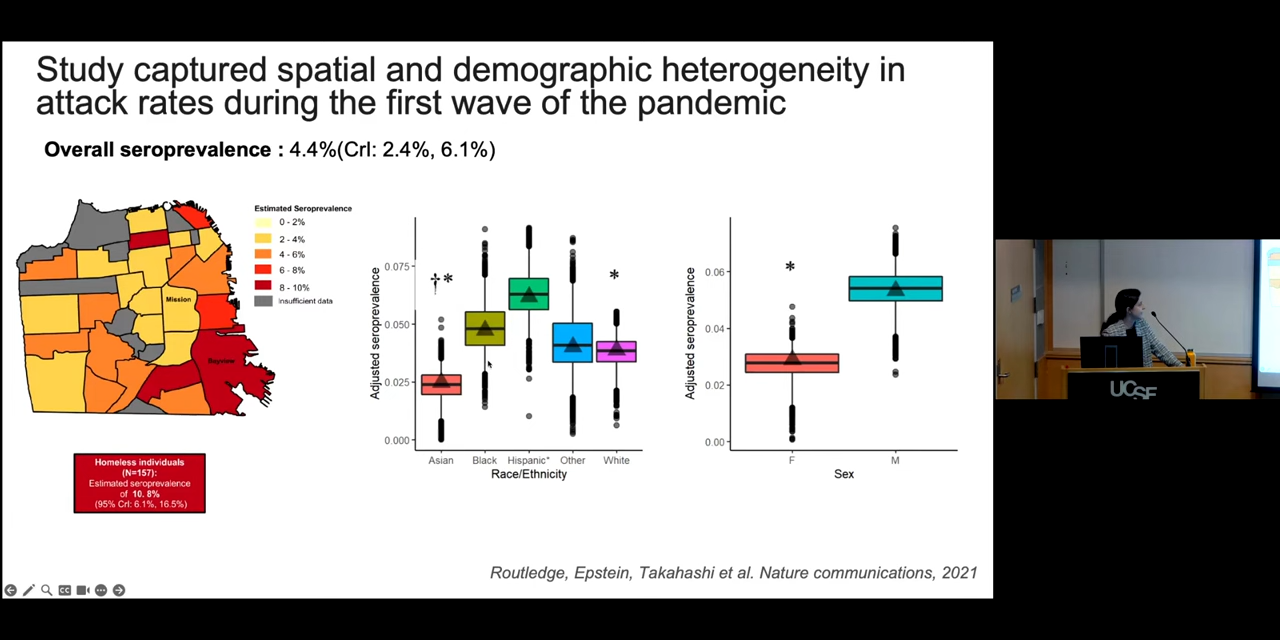 Study captured spatial and demographic heterogeneity in
attack rates during the first wave of the pandemic
Overall seroprevalence : 4.4%(CrI: 2.4%, 6.1%)
Estimated Seroprevalence
0 - 2%
2 - 4%
4 - 6%
6 - 8%
8 - 10%
Insufficient data
Mission
Bayview
Homeless individuals
(N=157):
Estimated seroprevalence
of 10. 8%
(95% CrI: 6.1%, 16.5%)
Adjusted seroprevalence
0.075
0.050
0.025
0.000
†*
*
Asian
Black
Hispanic*
Other
White
Race/Ethnicity
Adjusted seroprevalence
0.06
0.04
0.02
0.00
*
F
M
Sex
Routledge, Epstein, Takahashi et al. Nature communications, 2021
CC
UCSF